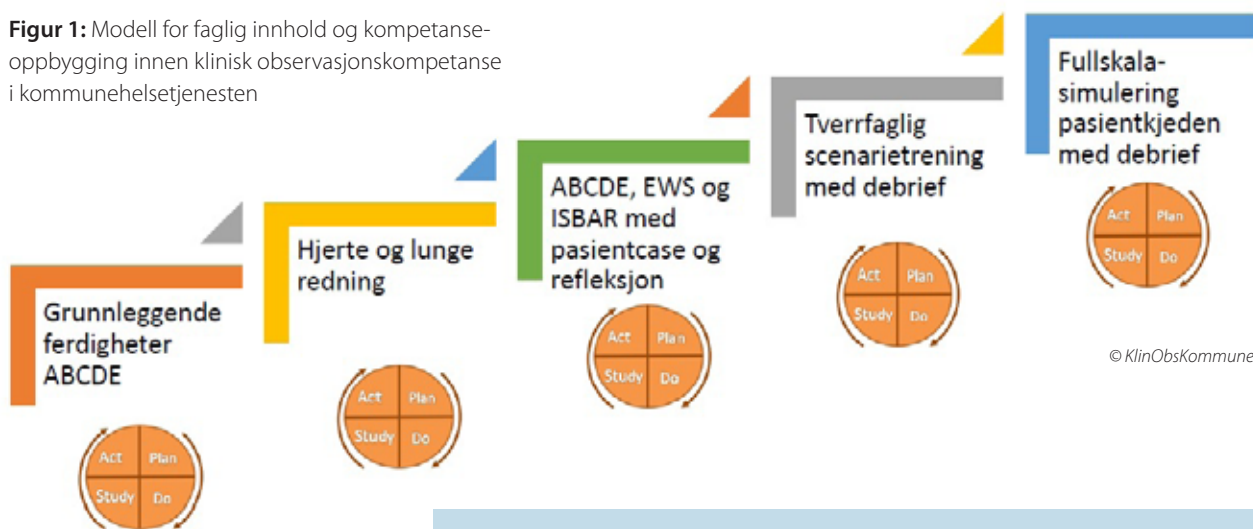 Figur 1: Modell for faglig innhold og kompetanse-
oppbygging innen klinisk observasjonskompetanse
i kommunehelsetjenesten
Grunnleggende
ferdigheter
ABCDE
Act Plan
Study Do
Hjerte og lunge
redning
Act Plan
Study Do
ABCDE, EWS og
ISBAR med
pasientcase og
refleksjon
Act Plan
Study Do
Tverrfaglig
scenarietrening
med debrief
Act Plan
Study Do
Fullskala-
simulering
pasientkjeden
med debrief
Act Plan
Study Do
© KlinObsKommune